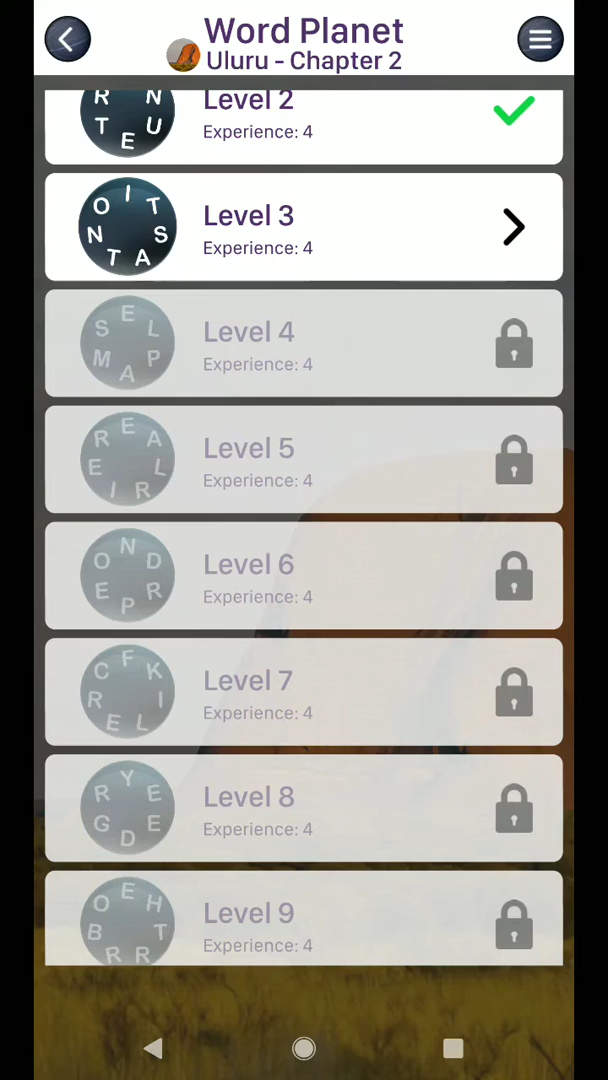 Word Planet
Uluru - Chapter 2
R N
T U
E
Level 2
Experience: 4
I
O T
N S
T A
Level 3
Experience: 4
E
S L
M P
A
Level 4
Experience: 4
E
R A
E L
I R
Level 5
Experience: 4
N
O D
E R
P
Level 6
Experience: 4
F
C K
R I
E L
Level 7
Experience: 4
Y
R E
G E
D
Level 8
Experience: 4
E
O H
B T
R R
Level 9
Experience: 4